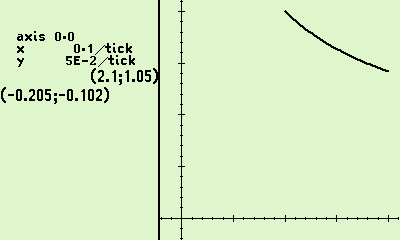 axis 0.0
x 0.1/tick
y 5E-2/tick
(2.1;1.05)
(-0.205;-0.102)